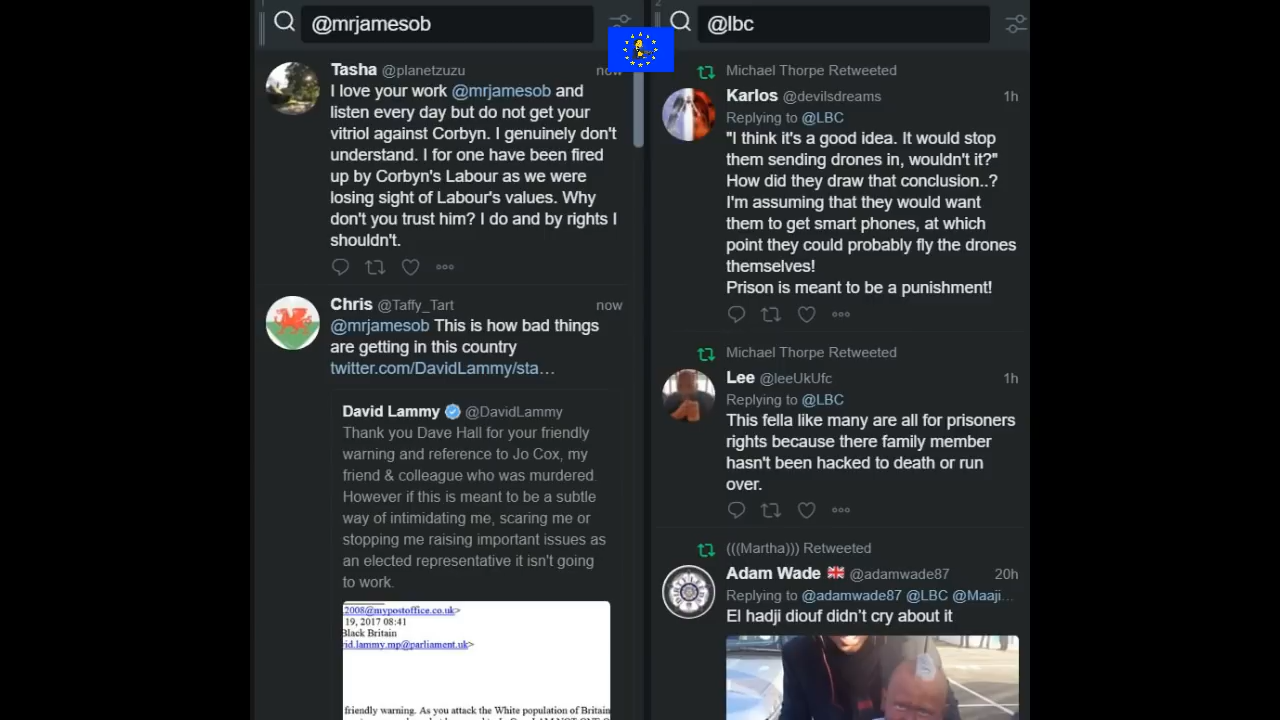 1
@mrjamesob
Tasha @planetzuzu now
I love your work @mrjamesob and
listen every day but do not get your
vitriol against Corbyn. I genuinely don't
understand. I for one have been fired
up by Corbyn's Labour as we were
losing sight of Labour's values. Why
don't you trust him? I do and by rights I
shouldn't.
Chris @Taffy_Tart now
@mrjamesob This is how bad things
are getting in this country
twitter.com/DavidLammy/sta…
David Lammy @DavidLammy
Thank you Dave Hall for your friendly
warning and reference to Jo Cox, my
friend & colleague who was murdered.
However if this is meant to be a subtle
way of intimidating me, scaring me or
stopping me raising important issues as
an elected representative it isn't going
to work.
.2008@mypostoffice.co.uk>
19, 2017 08:41
Black Britain
vid.lammy.mp@parliament.uk>
friendly warning. As you attack the White population of Britain
2
@lbc
Michael Thorpe Retweeted
Karlos @devilsdreams 1h
Replying to @LBC
"I think it's a good idea. It would stop
them sending drones in, wouldn't it?"
How did they draw that conclusion..?
I'm assuming that they would want
them to get smart phones, at which
point they could probably fly the drones
themselves!
Prison is meant to be a punishment!
Michael Thorpe Retweeted
Lee @leeUkUfc 1h
Replying to @LBC
This fella like many are all for prisoners
rights because there family member
hasn't been hacked to death or run
over.
(((Martha))) Retweeted
Adam Wade 🇬🇧 @adamwade87 20h
Replying to @adamwade87 @LBC @Maaji…
El hadji diouf didn't cry about it